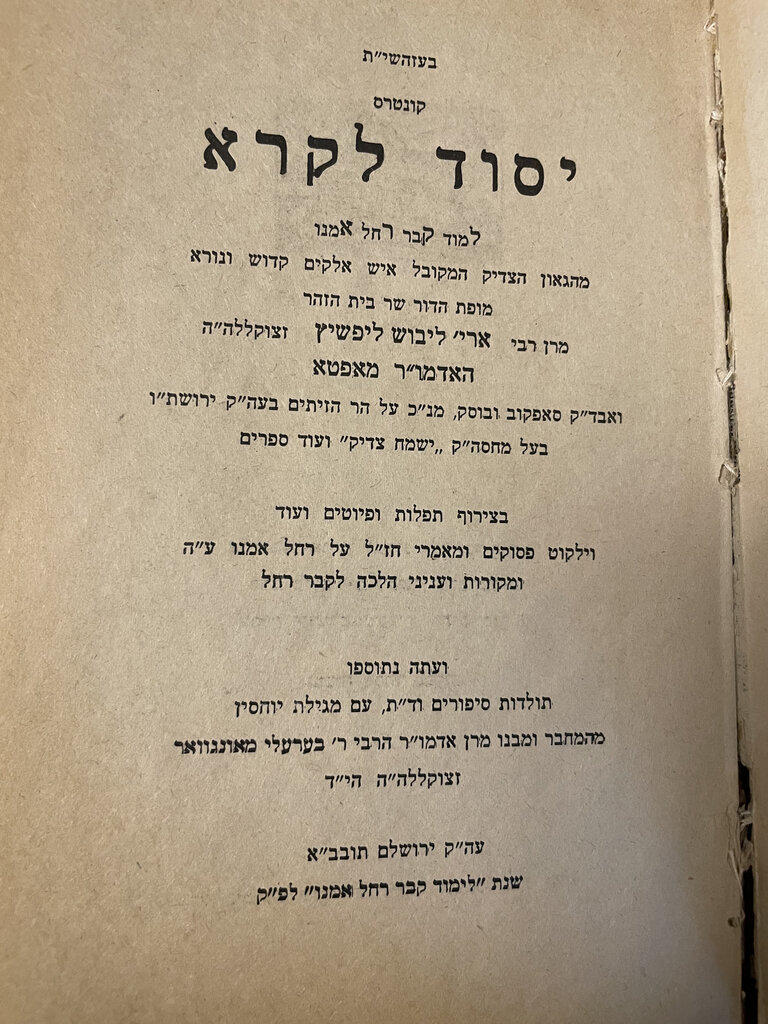 בעזהשי״ת
קונטרס
יסוד לקרא
למוד קבר רחל אמנו
מהגאון הצדיק המקובל איש אלקים קדוש ונורא
מופת הדור שר בית הזהר
מרן רבי ארי׳ ליבוש ליפשיץ זצוקללה״ה
האדמו״ר מאפטא
ואבד״ק סאפקוב ובוסק, מנ״כ על הר הזיתים בעה״ק ירושת״ו
בעל מחסה״ק „ישמח צדיק״ ועוד ספרים
בצירוף תפלות ופיוטים ועוד
וילקוט פסוקים ומאמרי חז״ל על רחל אמנו ע״ה
ומקורות ועניני הלכה לקבר רחל
ועתה נתוספו
תולדות סיפורים וד״ת, עם מגילת יוחסין
מהמחבר ומבנו מרן אדמו״ר הרבי ר׳ בערעלי מאונגוואר
זצוקללה״ה הי״ד
עה״ק ירושלם תובב״א
שנת ״לימוד קבר רחל אמנו״ לפ״ק